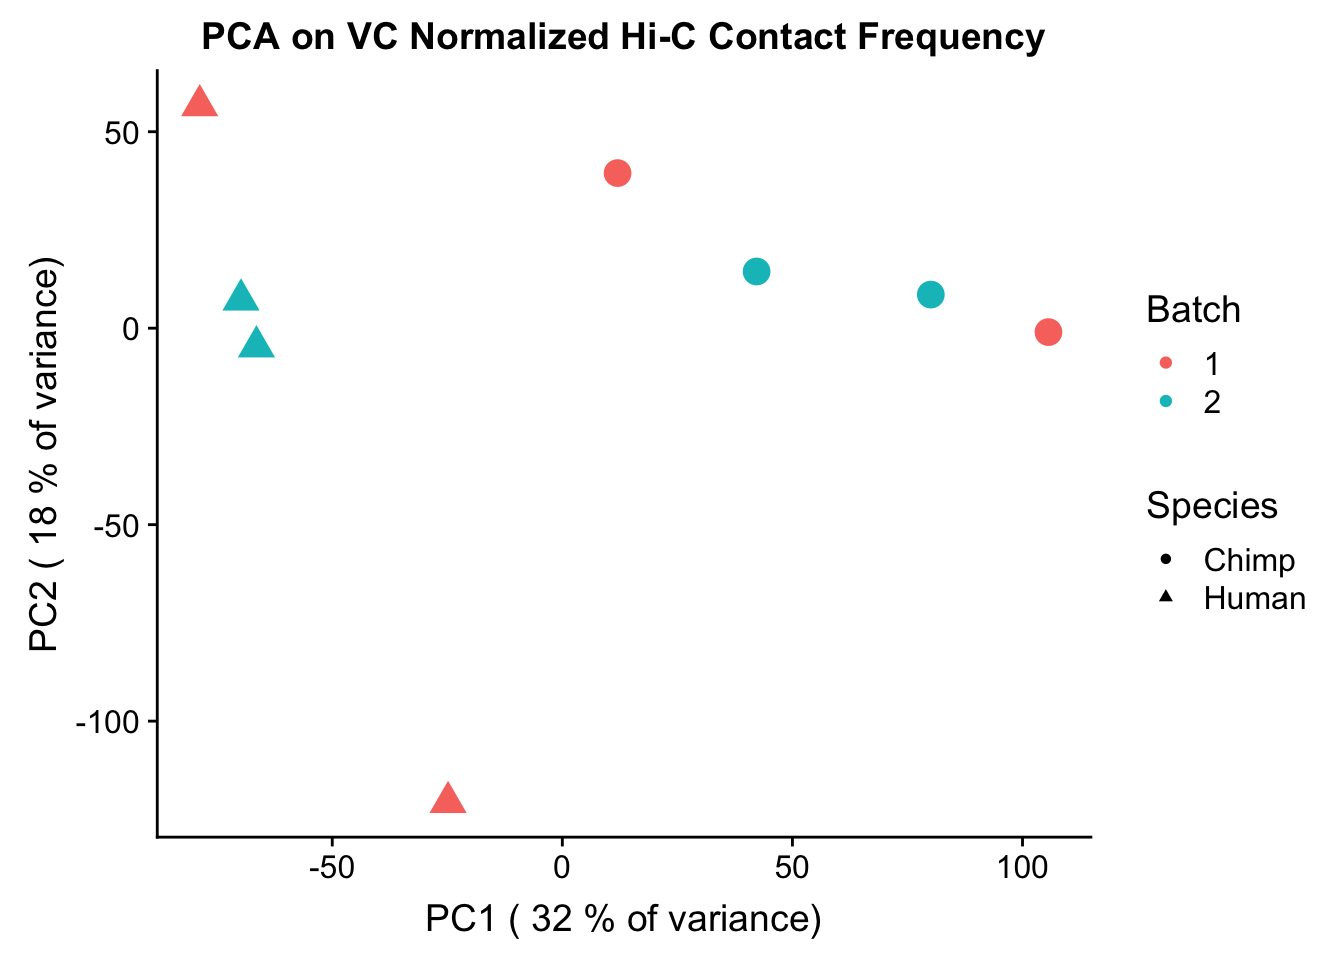 PCA on VC Normalized Hi-C Contact Frequency
PC2 ( 18 % of variance)
50
0
-50
-100
-50
0
50
100
PC1 ( 32 % of variance)
Batch
1
2
Species
Chimp
Human